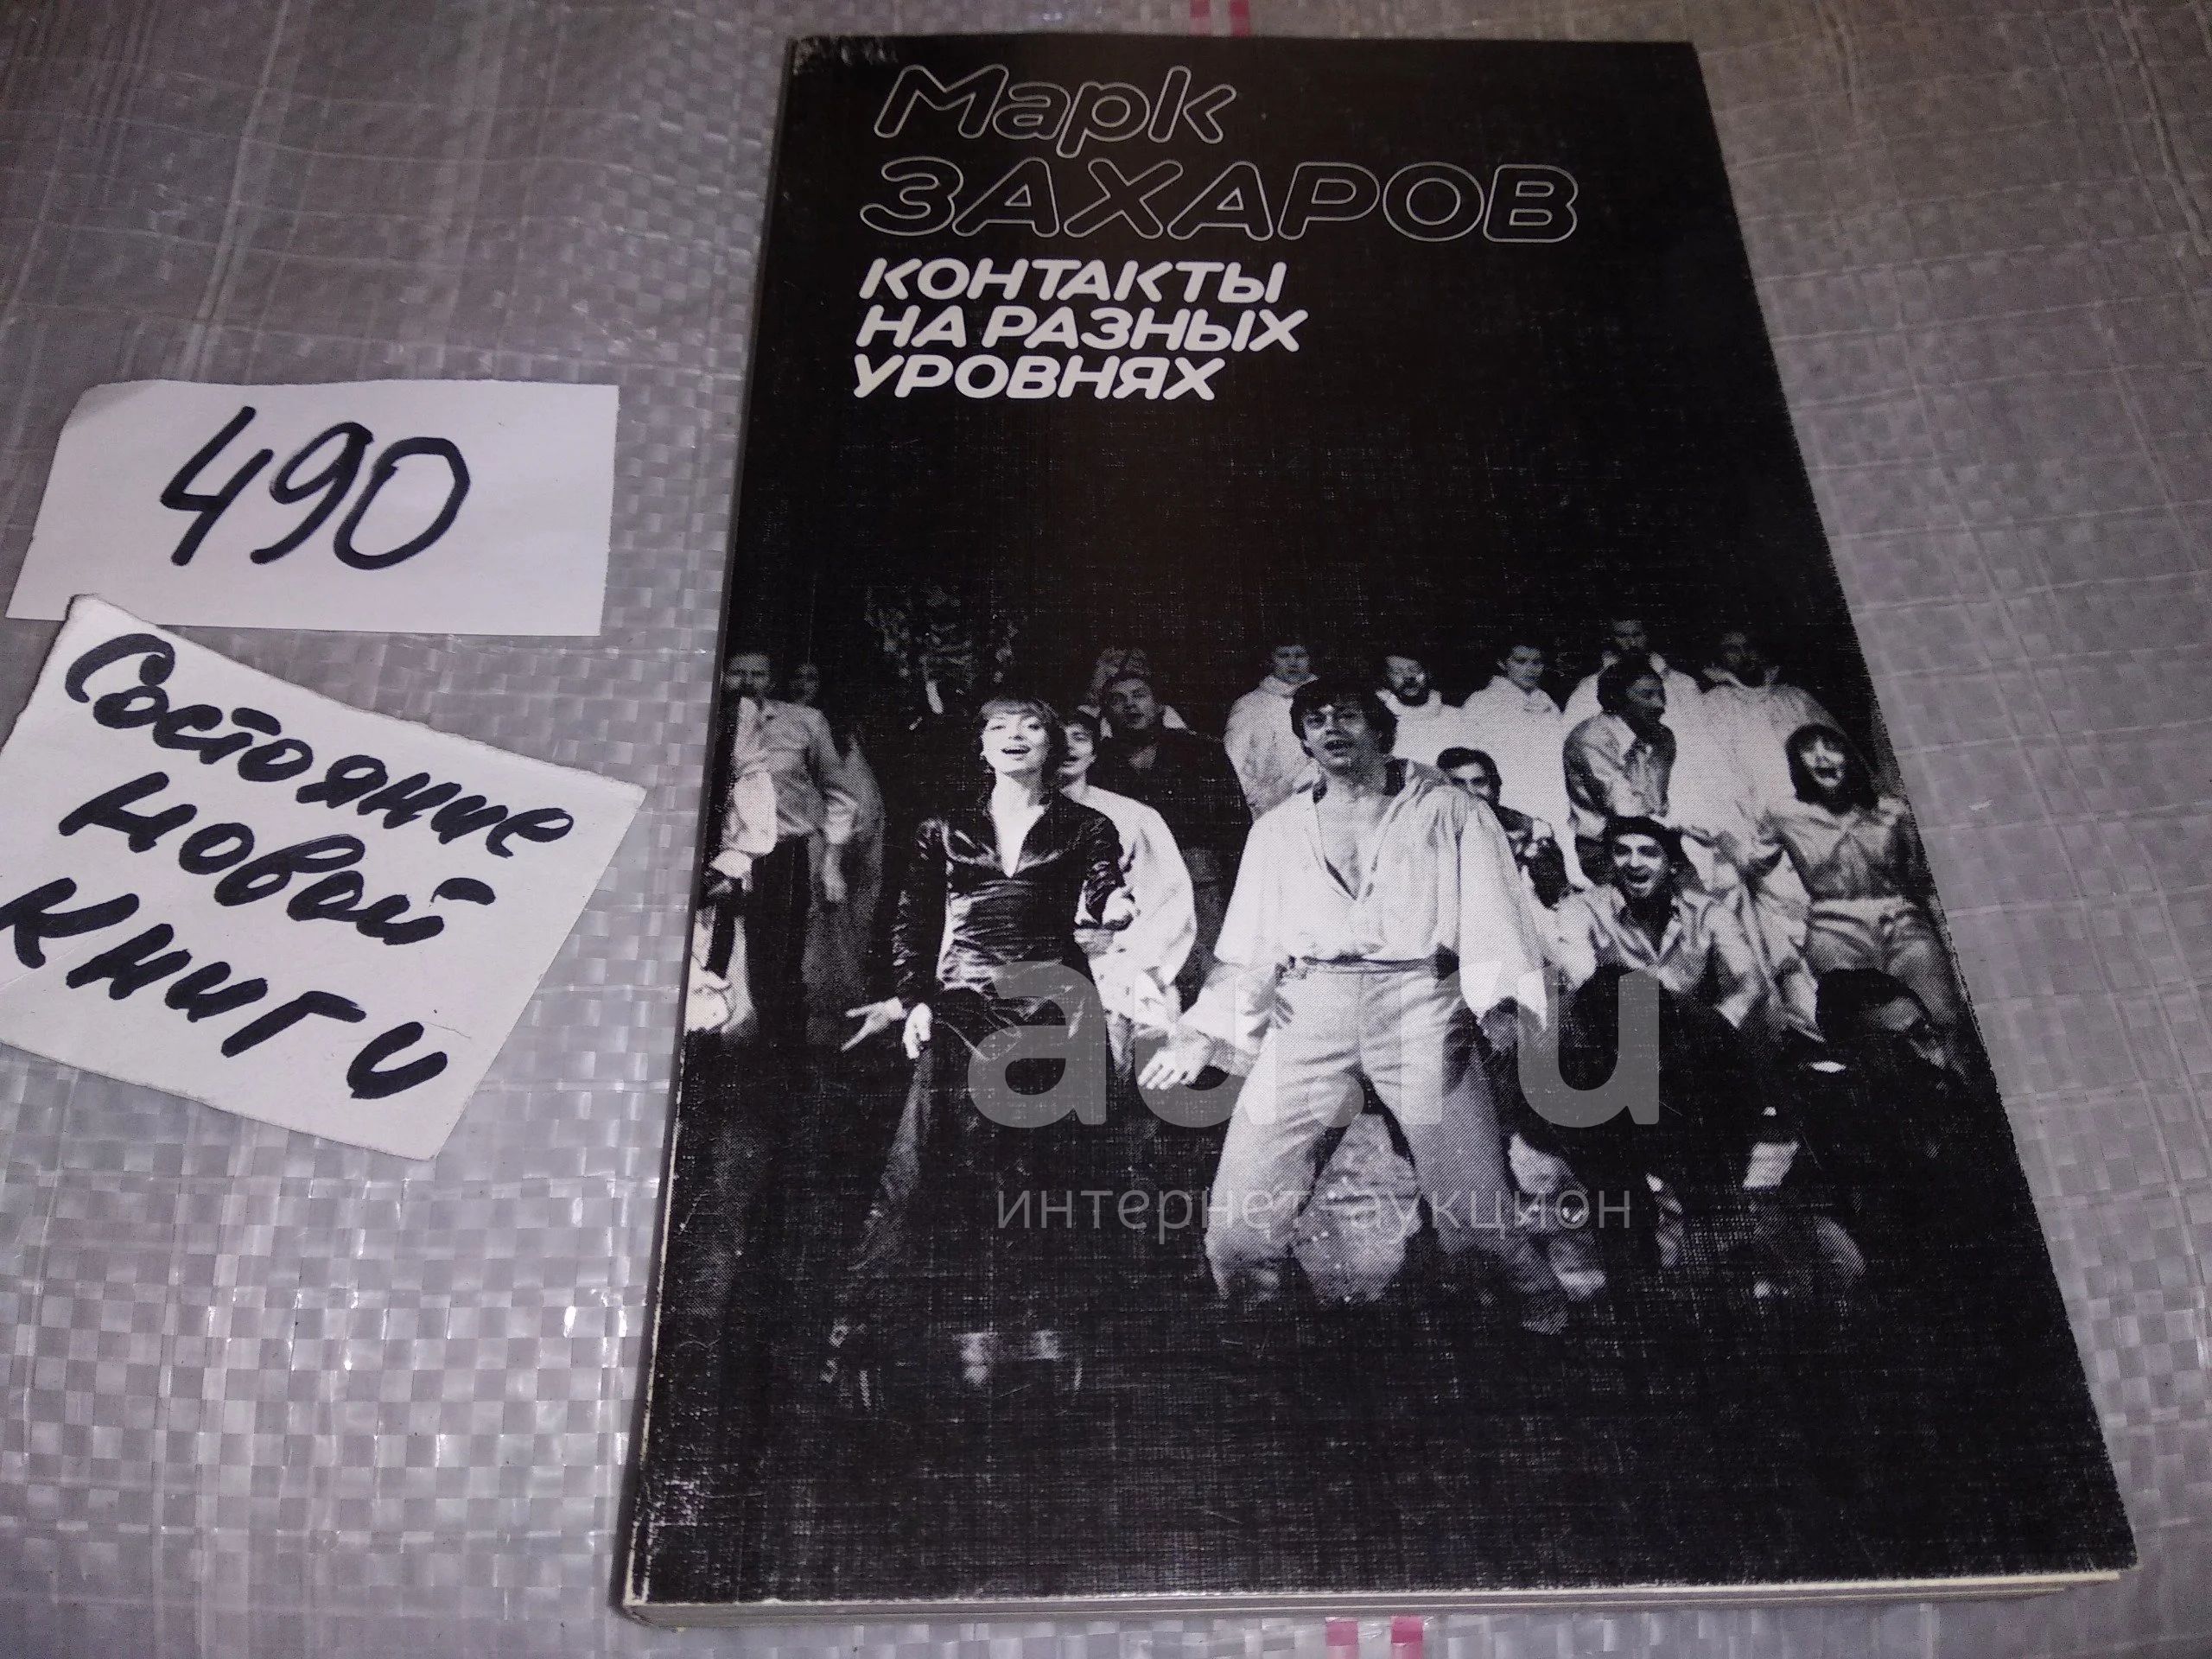 Марк
ЗАХАРОВ
КОНТАКТЫ
НА РАЗНЫХ
УРОВНЯХ
490
Состояние
новой
книги
au.ru
интернет-аукцион